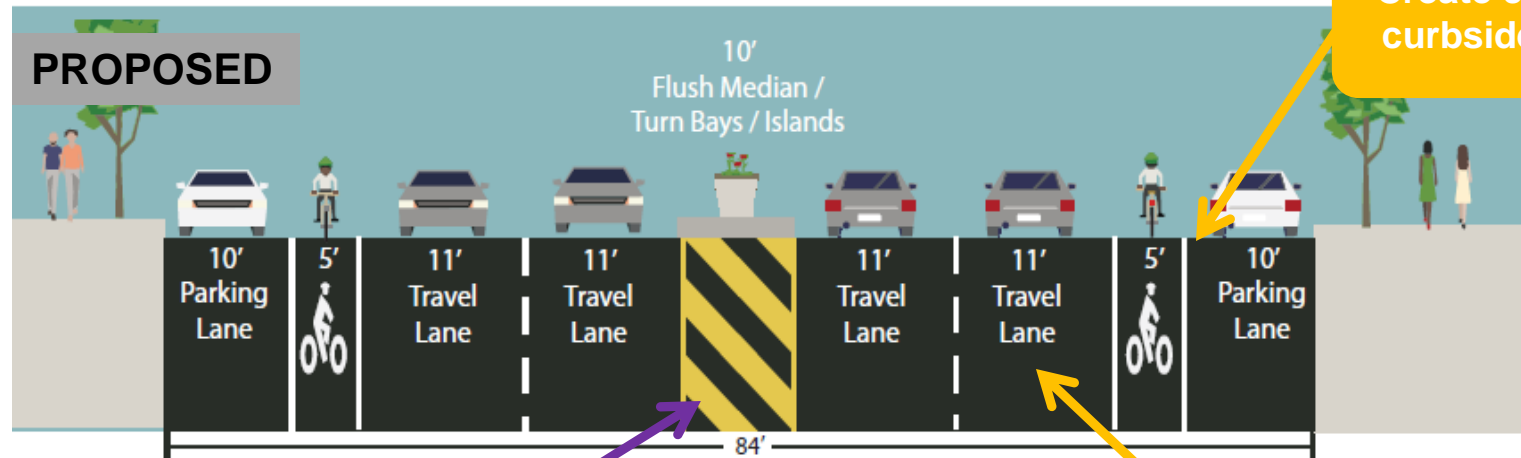 curbside
PROPOSED
10'
Flush Median /
Turn Bays / Islands
10'
Parking
Lane
5'
11'
Travel
Lane
11'
Travel
Lane
11'
Travel
Lane
11'
Travel
Lane
5'
10'
Parking
Lane
84'